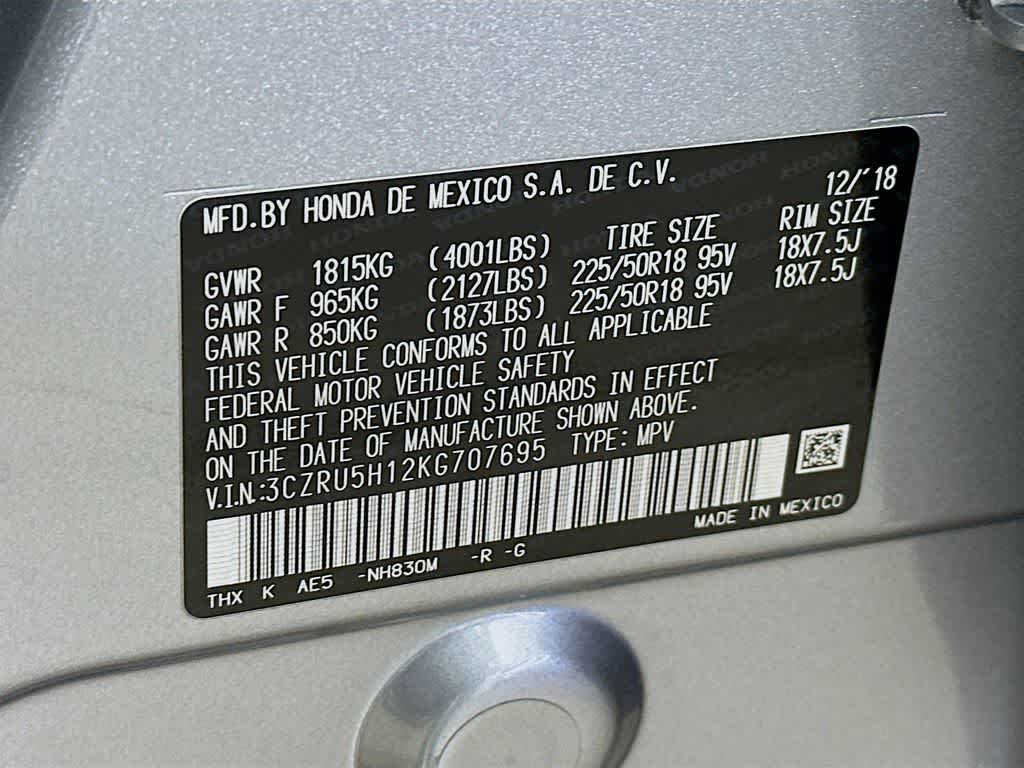 MFD.BY HONDA DE MEXICO S.A. DE C.V. 12/'18
GVWR 1815KG (4001LBS) TIRE SIZE RIM SIZE
GAWR F 965KG (2127LBS) 225/50R18 95V 18X7.5J
GAWR R 850KG (1873LBS) 225/50R18 95V 18X7.5J
THIS VEHICLE CONFORMS TO ALL APPLICABLE
FEDERAL MOTOR VEHICLE SAFETY
AND THEFT PREVENTION STANDARDS IN EFFECT
ON THE DATE OF MANUFACTURE SHOWN ABOVE.
V.I.N.:3CZRU5H12KG707695 TYPE: MPV
MADE IN MEXICO
THX K AE5 -NH830M -R -G